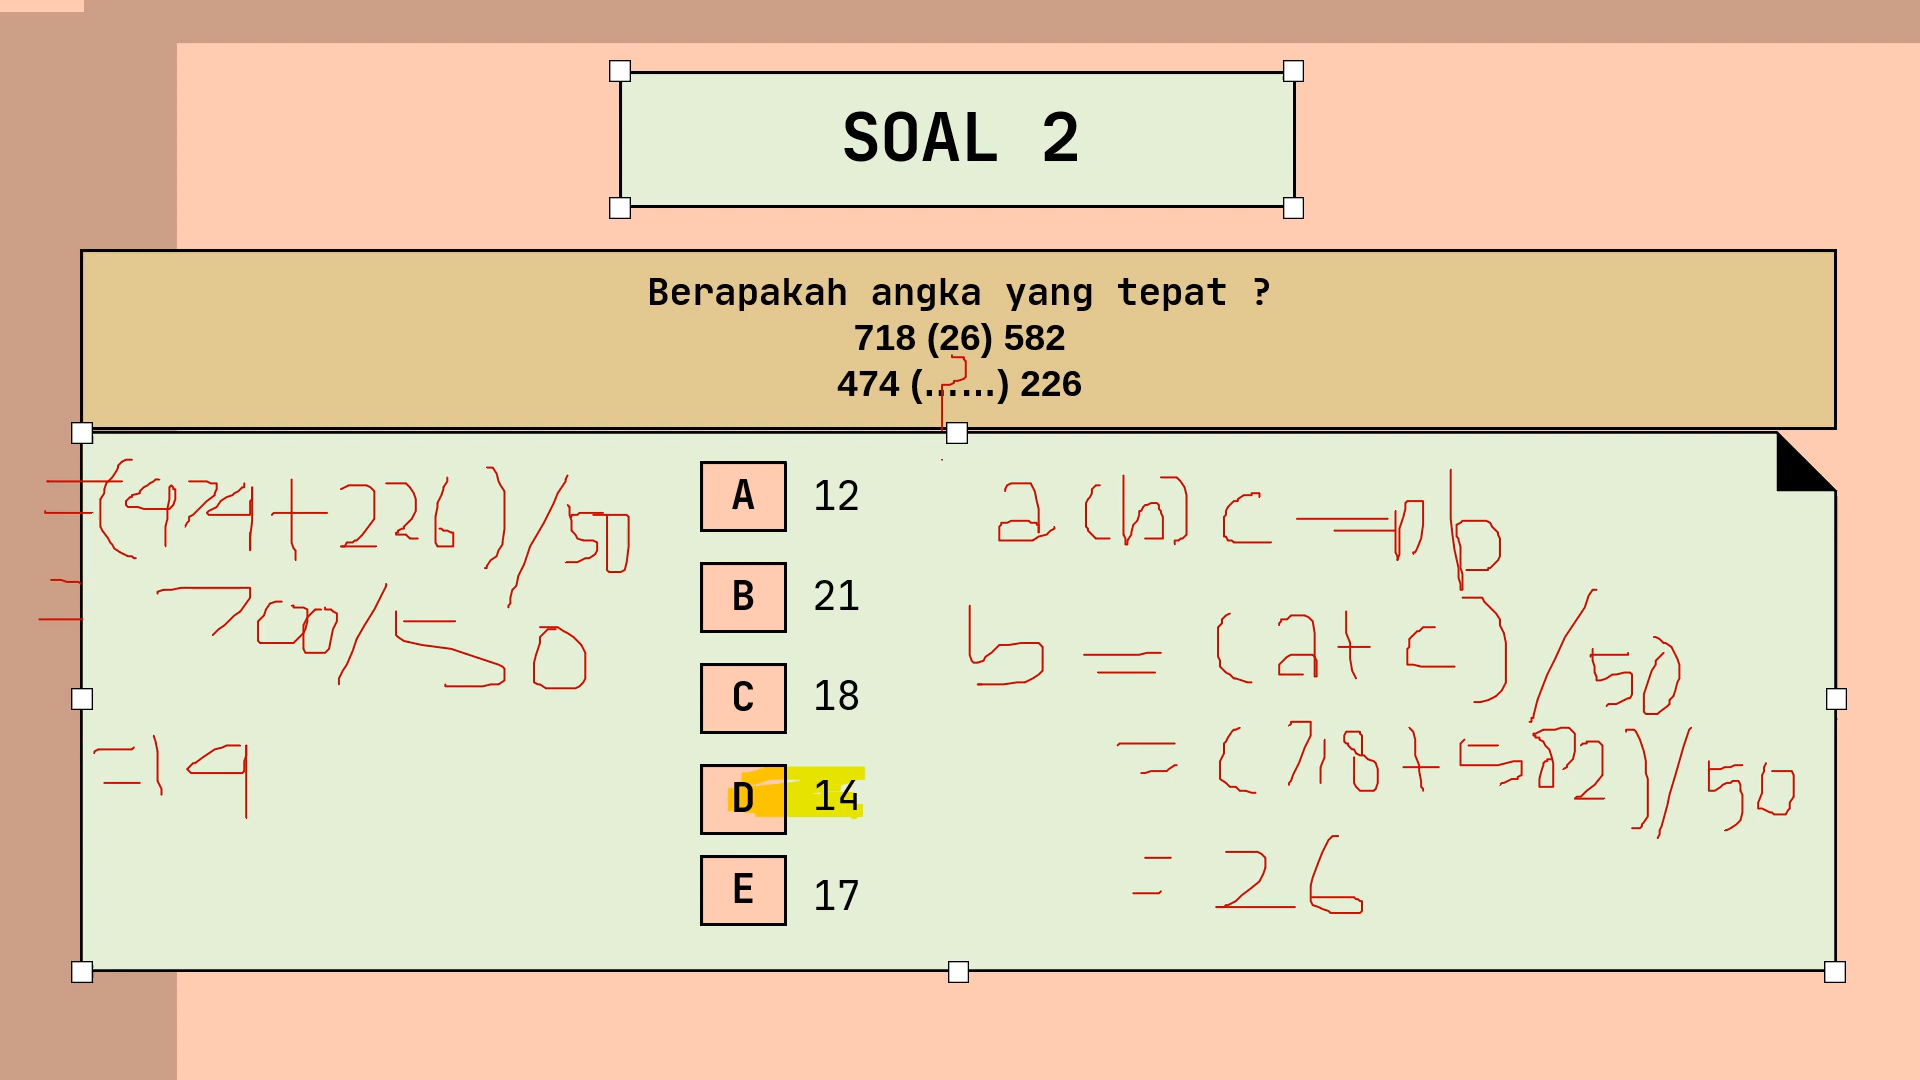 SOAL 2
Berapakah angka yang tepat ?
718 (26) 582
474 (......) 226
?
= (474 + 226) / 50
= 700 / 50
= 14
A 12
B 21
C 18
D 14
E 17
a (b) c
b = (a + c) / 50
= (718 + 582) / 50
= 26